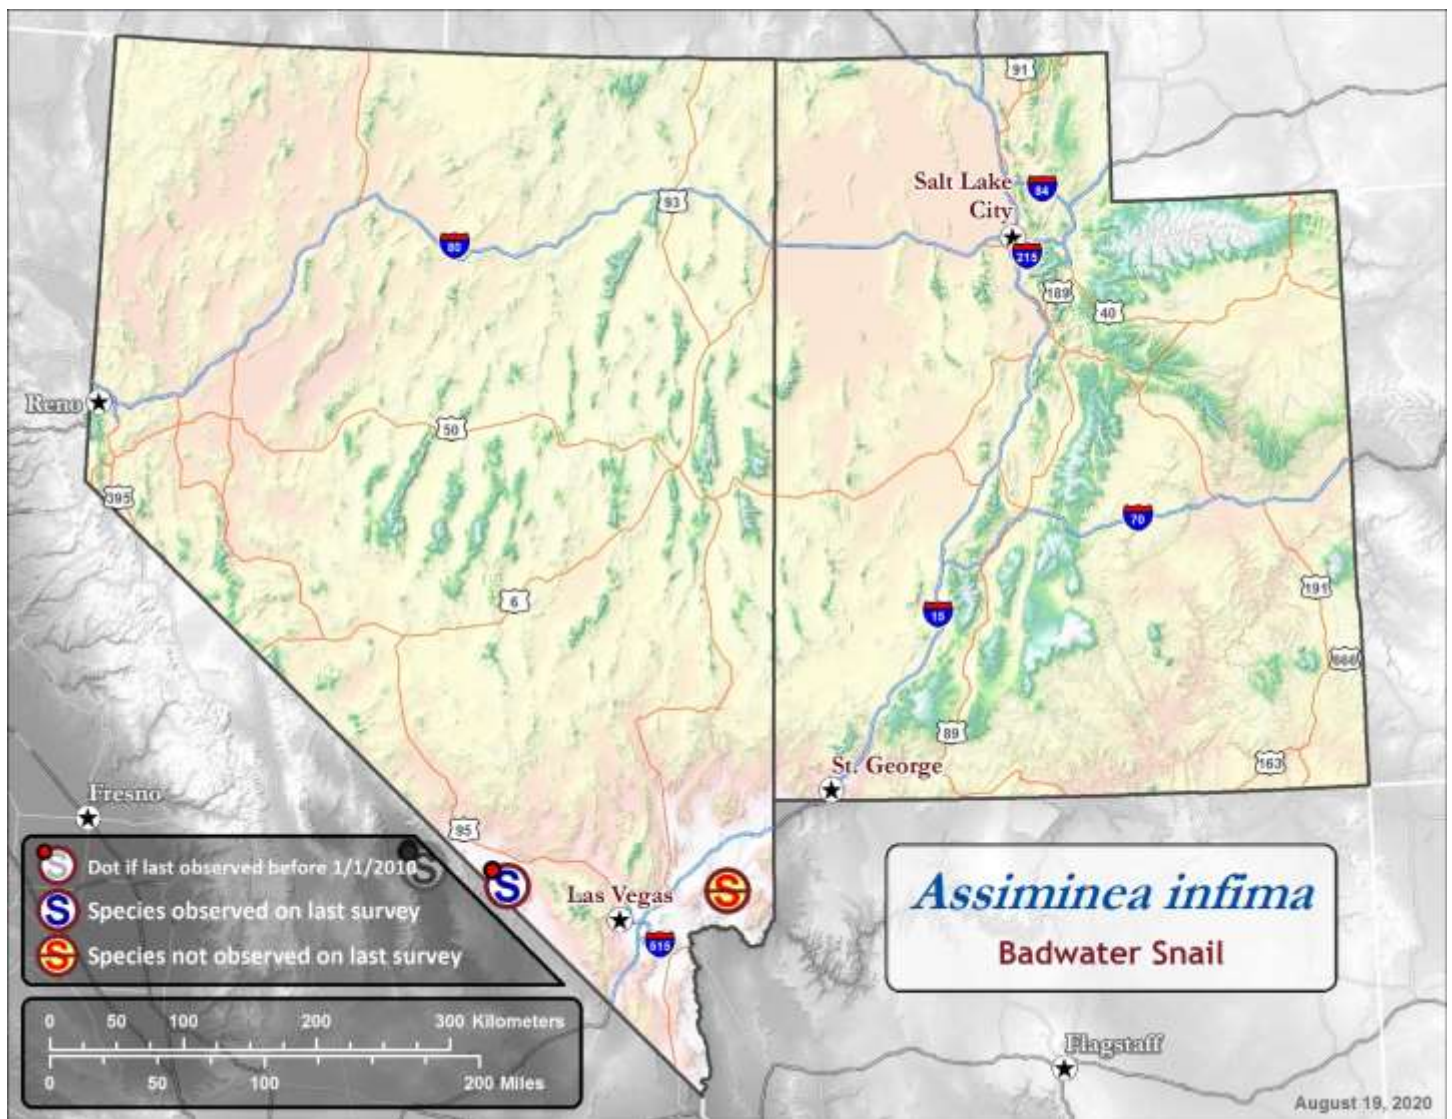 91
Salt Lake
City
84
93
80
215
189
40
Reno
50
395
70
6
191
15
666
89
St. George
163
Fresno
95
S Dot if last observed before 1/1/2010
S Species observed on last survey
S Species not observed on last survey
S
S
S
Las Vegas
515
Assiminea infima
Badwater Snail
0 50 100 200 300 Kilometers
0 50 100 200 Miles
Flagstaff
August 19, 2020